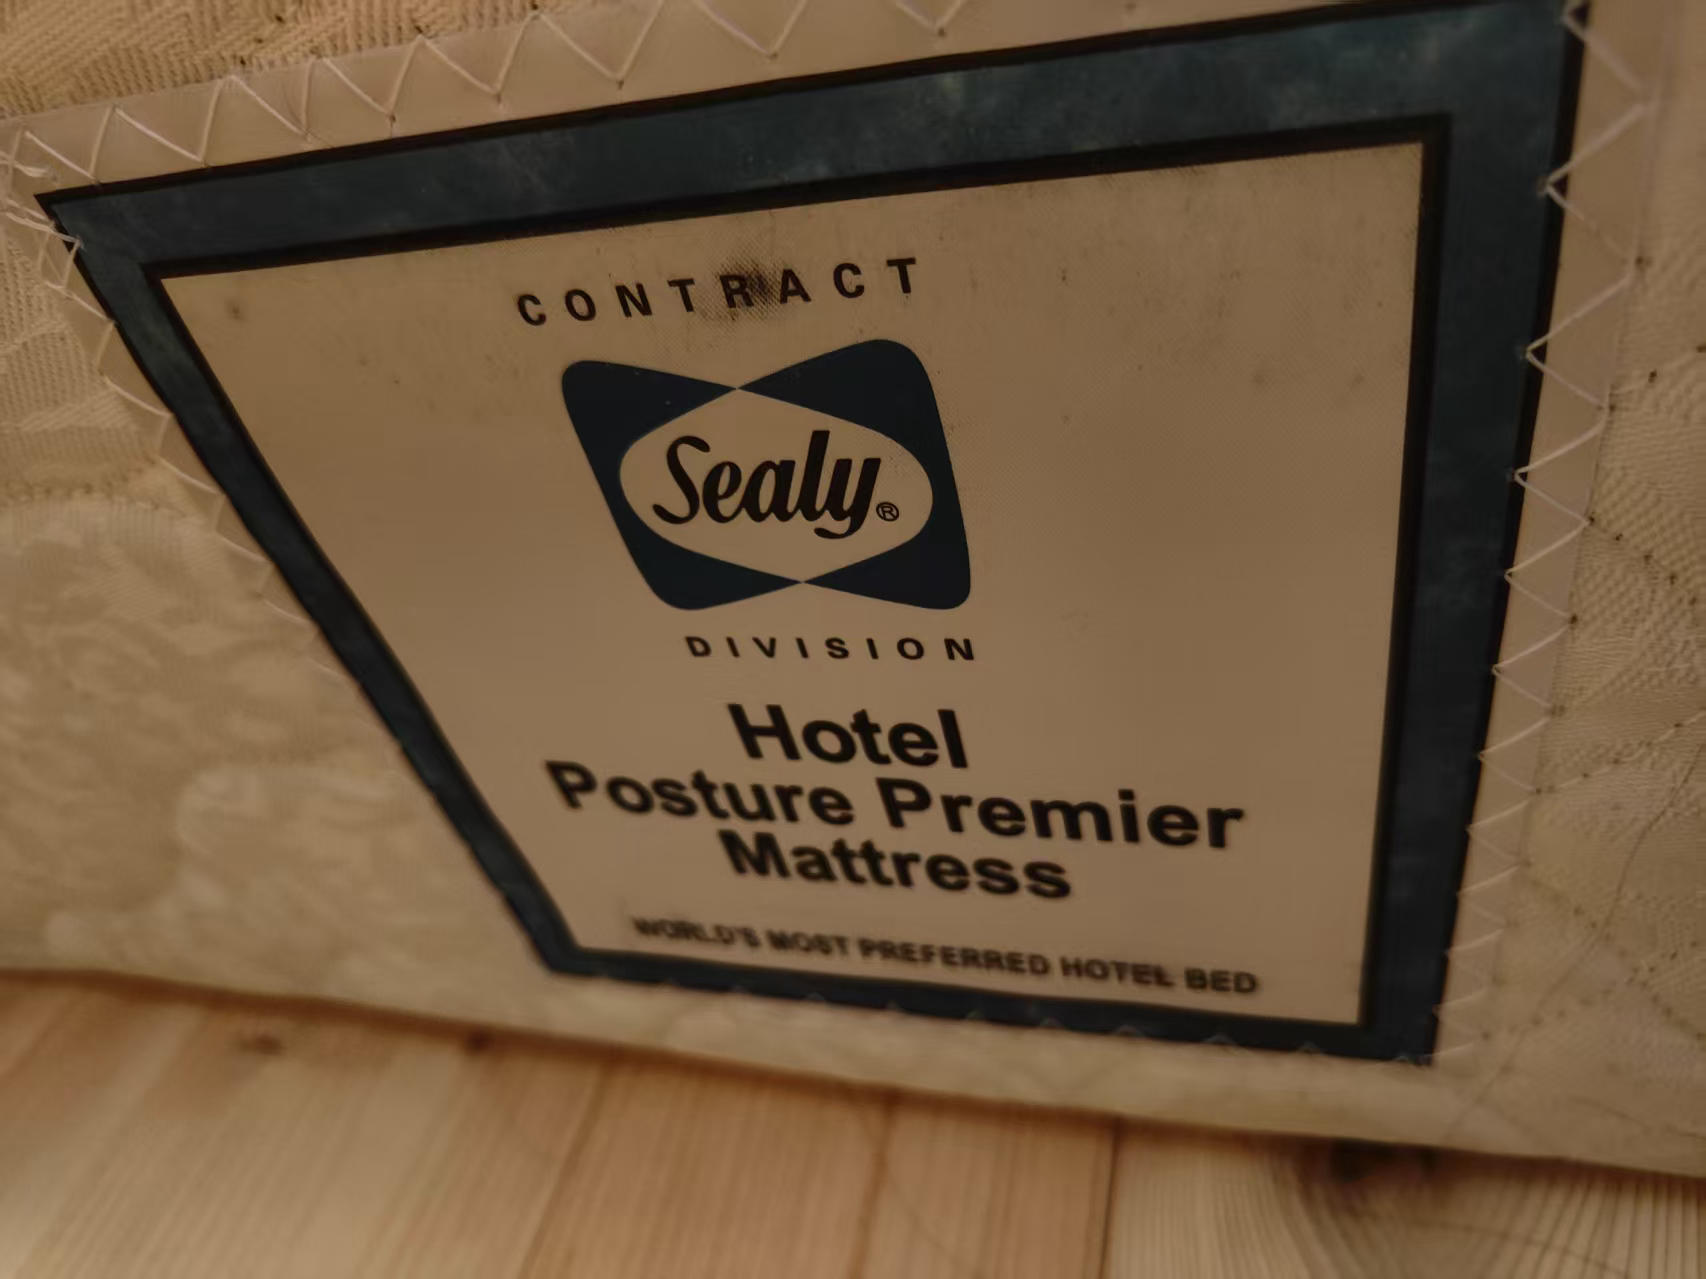 CONTRACT
Sealy®
DIVISION
Hotel
Posture Premier
Mattress
WORLD'S MOST PREFERRED HOTEL BED